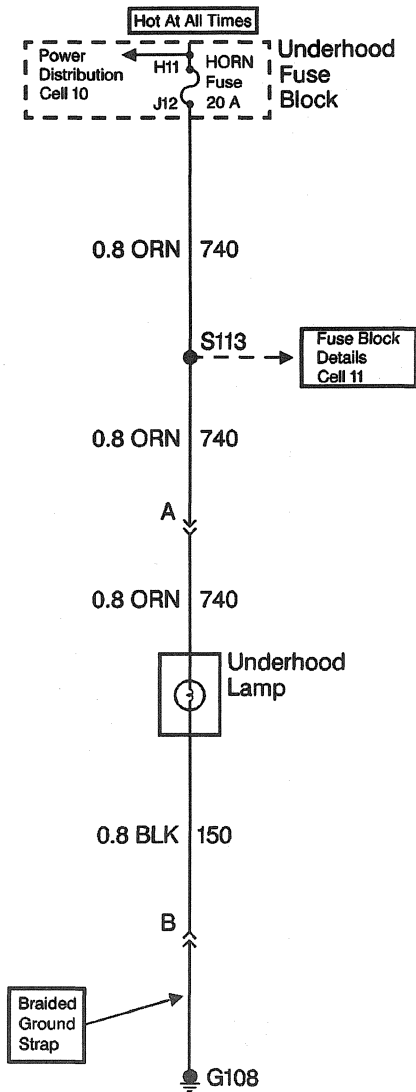 Hot At All Times
Power
Distribution
Cell 10
H11
HORN
Fuse
J12
20 A
Underhood
Fuse
Block
0.8 ORN 740
S113
Fuse Block
Details
Cell 11
0.8 ORN 740
A
0.8 ORN 740
Underhood
Lamp
0.8 BLK 150
B
Braided
Ground
Strap
G108